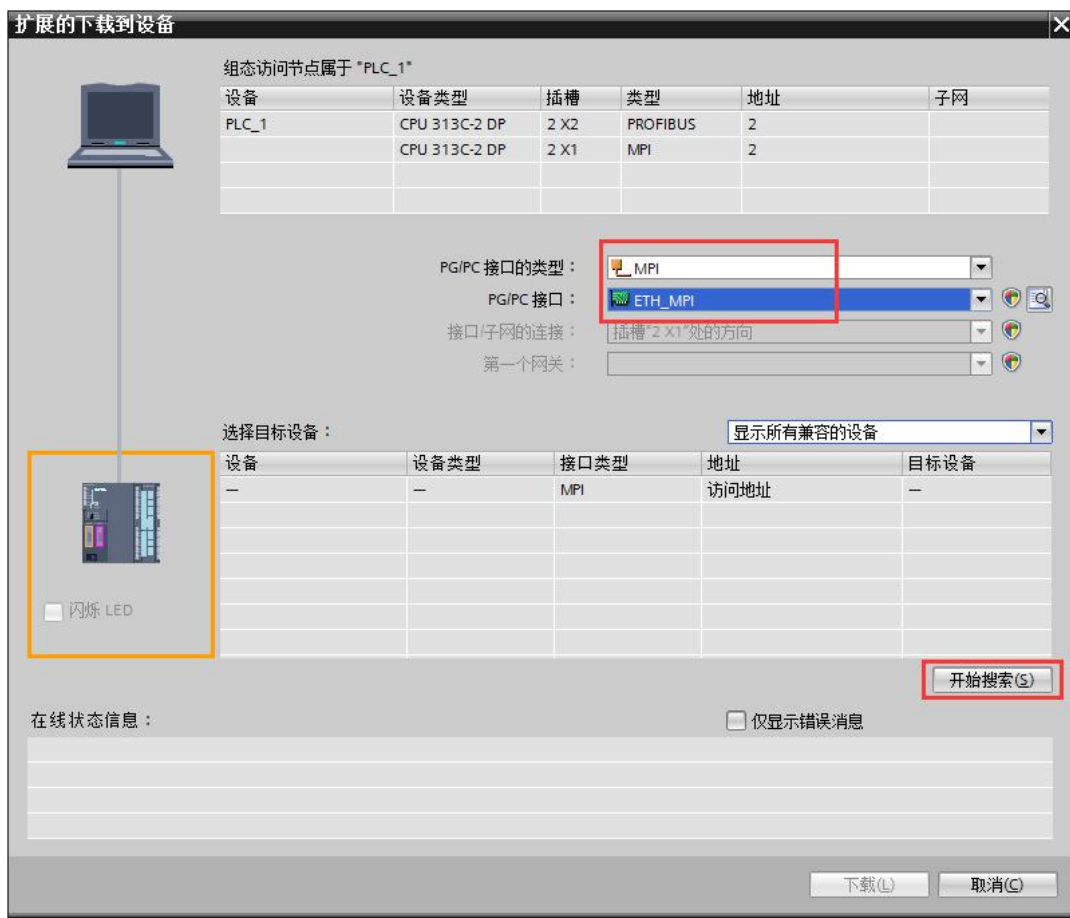 扩展的下载到设备
组态访问节点属于 "PLC_1"
设备 设备类型 插槽 类型 地址 子网
PLC_1 CPU 313C-2 DP 2 X2 PROFIBUS 2
CPU 313C-2 DP 2 X1 MPI 2
PG/PC 接口的类型： MPI
PG/PC 接口： ETH_MPI
接口/子网的连接： 插槽"2 X1"处的方向
第一个网关：
选择目标设备： 显示所有兼容的设备
设备 设备类型 接口类型 地址 目标设备
— — MPI 访问地址 —
闪烁 LED
开始搜索(S)
在线状态信息： 仅显示错误消息
下载(L) 取消(C)